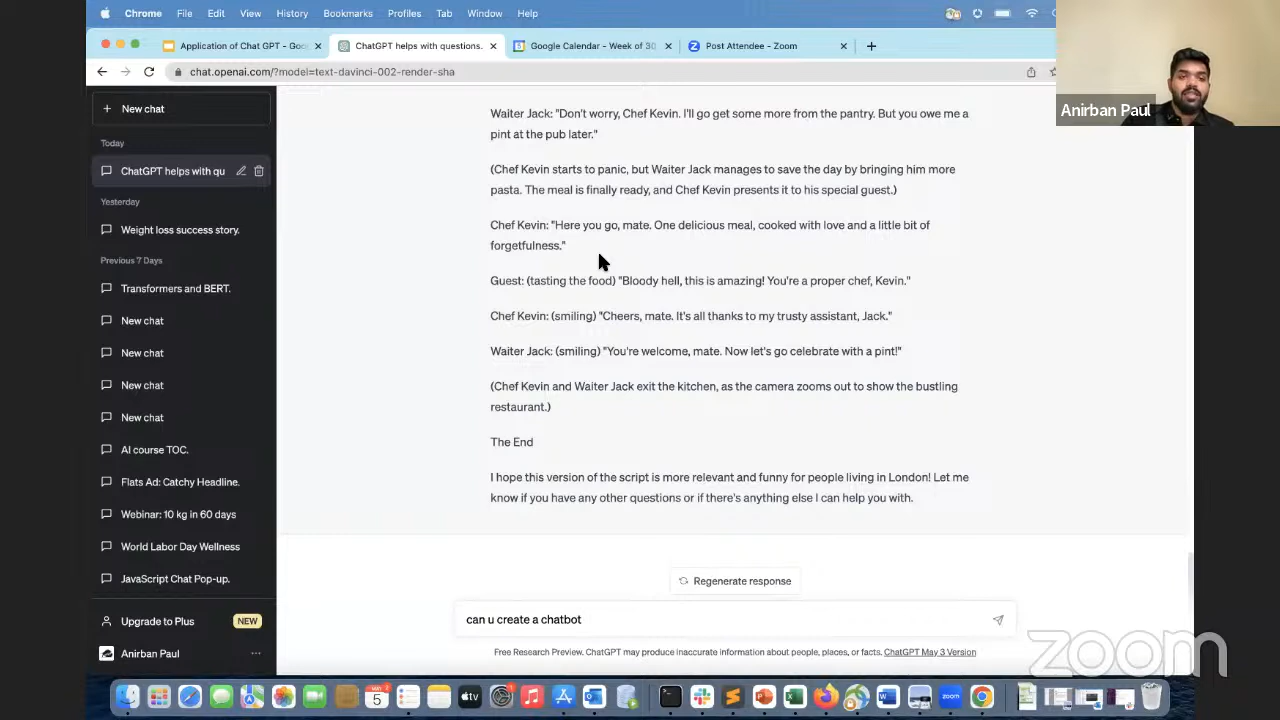 Chrome File Edit View History Bookmarks Profiles Tab Window Help
Application of Chat GPT - Goo
ChatGPT helps with questions.
Google Calendar - Week of 30
Post Attendee - Zoom
chat.openai.com/?model=text-davinci-002-render-sha
Anirban Paul
New chat
Today
ChatGPT helps with qu
Yesterday
Weight loss success story.
Previous 7 Days
Transformers and BERT.
New chat
New chat
New chat
New chat
AI course TOC.
Flats Ad: Catchy Headline.
Webinar: 10 kg in 60 days
World Labor Day Wellness
JavaScript Chat Pop-up.
Upgrade to Plus NEW
Anirban Paul
Waiter Jack: "Don't worry, Chef Kevin. I'll go get some more from the pantry. But you owe me a
pint at the pub later."
(Chef Kevin starts to panic, but Waiter Jack manages to save the day by bringing him more
pasta. The meal is finally ready, and Chef Kevin presents it to his special guest.)
Chef Kevin: "Here you go, mate. One delicious meal, cooked with love and a little bit of
forgetfulness."
Guest: (tasting the food) "Bloody hell, this is amazing! You're a proper chef, Kevin."
Chef Kevin: (smiling) "Cheers, mate. It's all thanks to my trusty assistant, Jack."
Waiter Jack: (smiling) "You're welcome, mate. Now let's go celebrate with a pint!"
(Chef Kevin and Waiter Jack exit the kitchen, as the camera zooms out to show the bustling
restaurant.)
The End
I hope this version of the script is more relevant and funny for people living in London! Let me
know if you have any other questions or if there's anything else I can help you with.
Regenerate response
can u create a chatbot
Free Research Preview. ChatGPT may produce inaccurate information about people, places, or facts. ChatGPT May 3 Version
zoom
5
tv
zoom